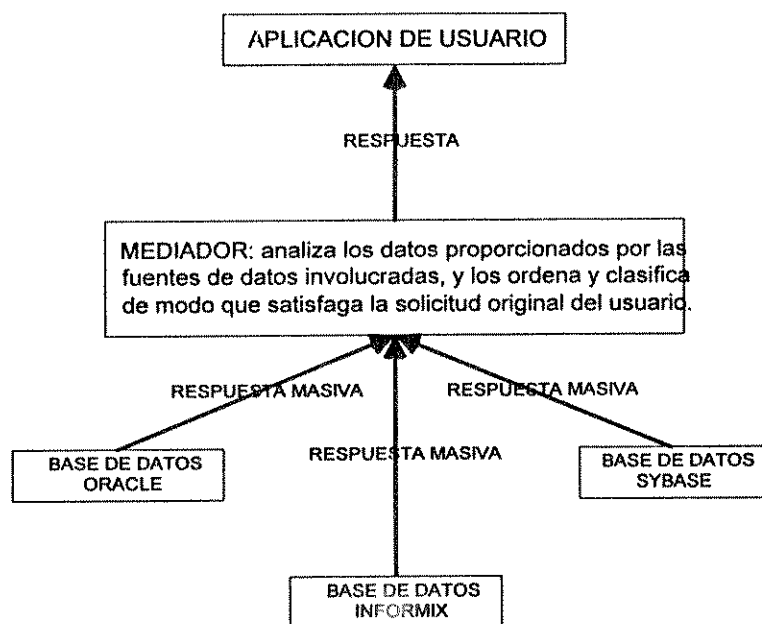 APLICACION DE USUARIO
RESPUESTA
MEDIADOR: analiza los datos proporcionados por las
fuentes de datos involucradas, y los ordena y clasifica
de modo que satisfaga la solicitud original del usuario.
RESPUESTA MASIVA
RESPUESTA MASIVA
RESPUESTA MASIVA
BASE DE DATOS
ORACLE
BASE DE DATOS
SYBASE
BASE DE DATOS
INFORMIX